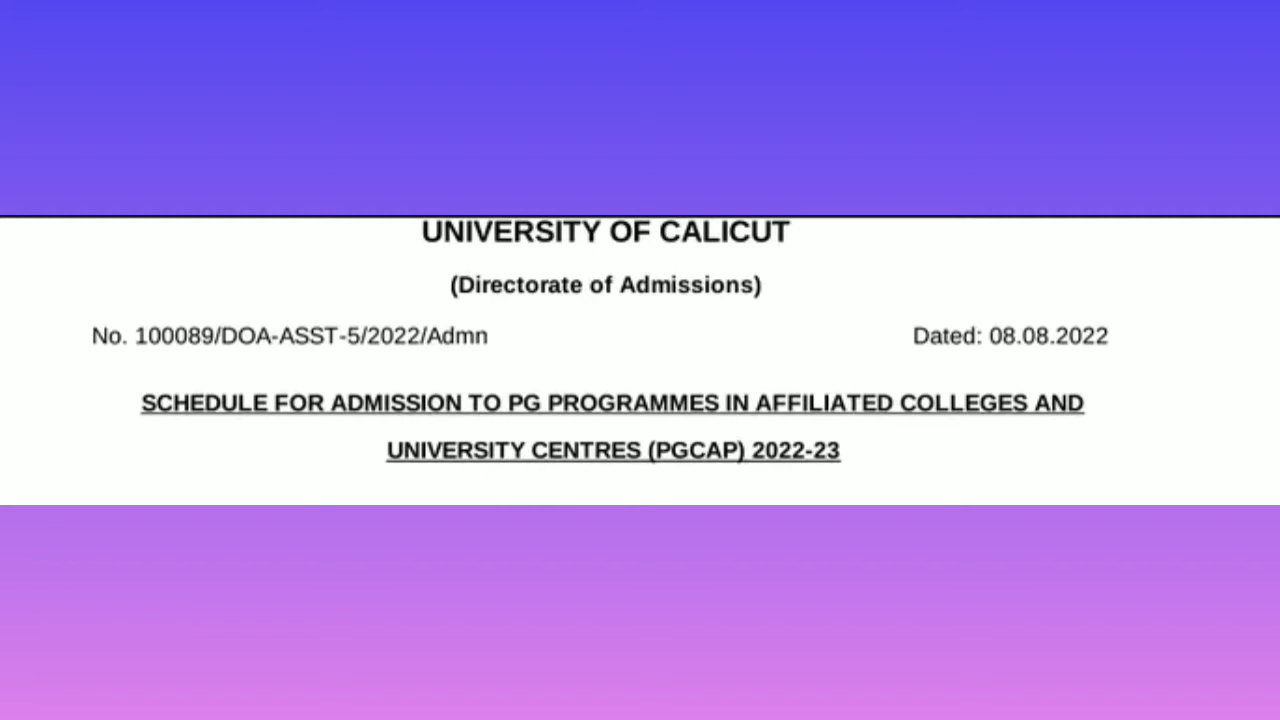 UNIVERSITY OF CALICUT
(Directorate of Admissions)
No. 100089/DOA-ASST-5/2022/Admn Dated: 08.08.2022
SCHEDULE FOR ADMISSION TO PG PROGRAMMES IN AFFILIATED COLLEGES AND
UNIVERSITY CENTRES (PGCAP) 2022-23